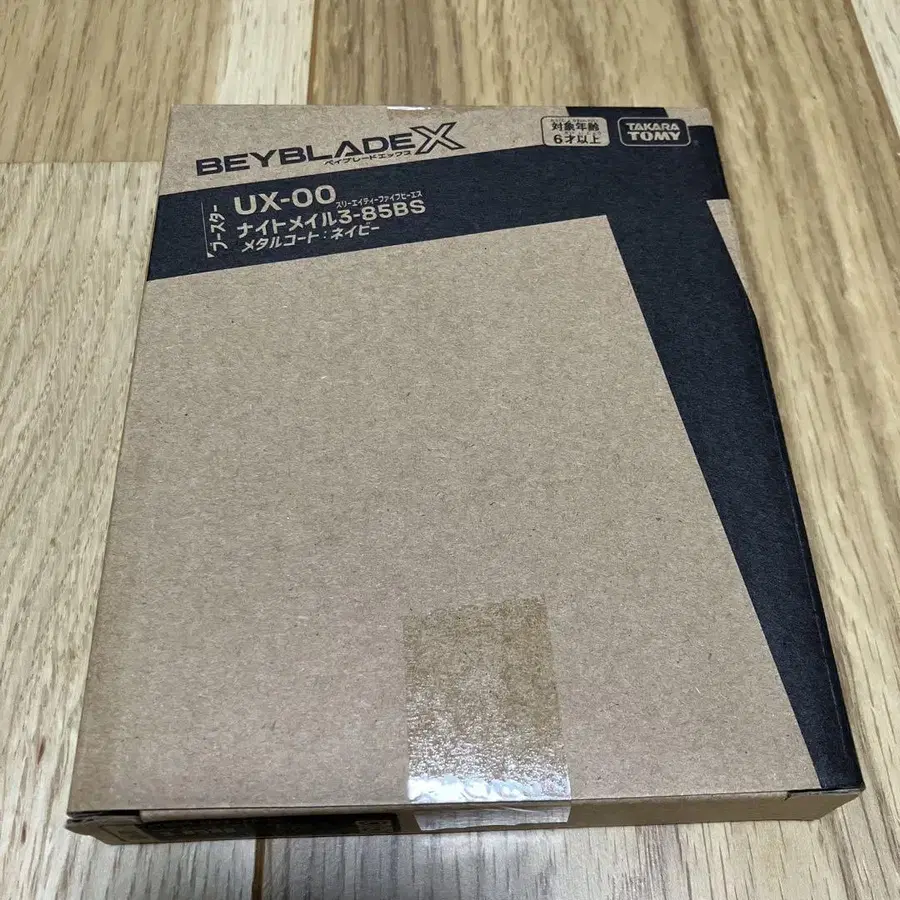 BEYBLADE X
ベイブレードエックス
対象年齢
6才以上
TAKARA TOMY
ブースター
UX-00
スリーエイティーファイブビーエス
ナイトメイル3-85BS
メタルコート:ネイビー